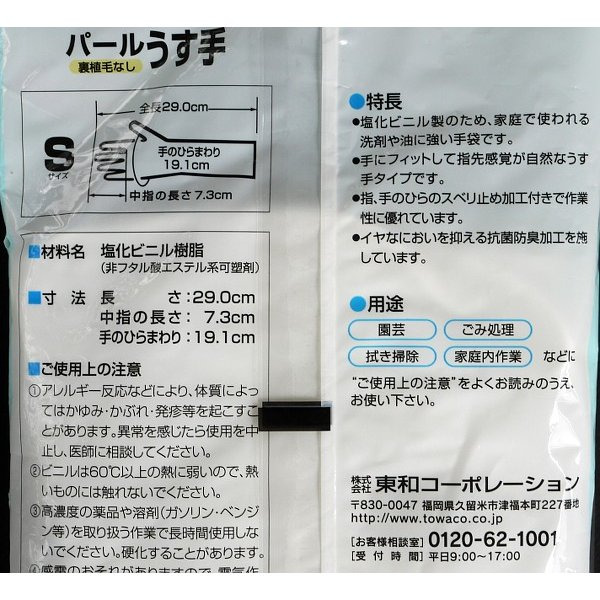 パールうす手
裏植毛なし
全長29.0cm
S
サイズ
手のひらまわり
19.1cm
中指の長さ7.3cm
■材料名 塩化ビニル樹脂
(非フタル酸エステル系可塑剤)
■寸法 長さ:29.0cm
中指の長さ: 7.3cm
手のひらまわり:19.1cm
■ご使用上の注意
①アレルギー反応などにより、体質によっ
てはかゆみ・かぶれ・発疹等を起こすこ
とがあります。異常を感じたら使用を中
止し、医師に相談してください。
②ビニルは60℃以上の熱に弱いので、熱
いものには触れないでください。
③高濃度の薬品や溶剤(ガソリン・ベンジ
ン等)を取り扱う作業で長時間使用しな
いでください。硬化することがあります。
④感電のおそれがありますので、電気作
●特長
●塩化ビニル製のため、家庭で使われる
洗剤や油に強い手袋です。
●手にフィットして指先感覚が自然なうす
手タイプです。
●指、手のひらのスベリ止め加工付きで作業
性に優れています。
●イヤなにおいを抑える抗菌防臭加工を施
しています。
●用途
園芸 ごみ処理
拭き掃除 家庭内作業 などに
"ご使用上の注意"をよくお読みのうえ、
お使い下さい。
株式会社 東和コーポレーション
〒830-0047 福岡県久留米市津福本町227番地
http://www.towaco.co.jp
[お客様相談室] 0120-62-1001
[受付時間] 平日9:00〜17:00